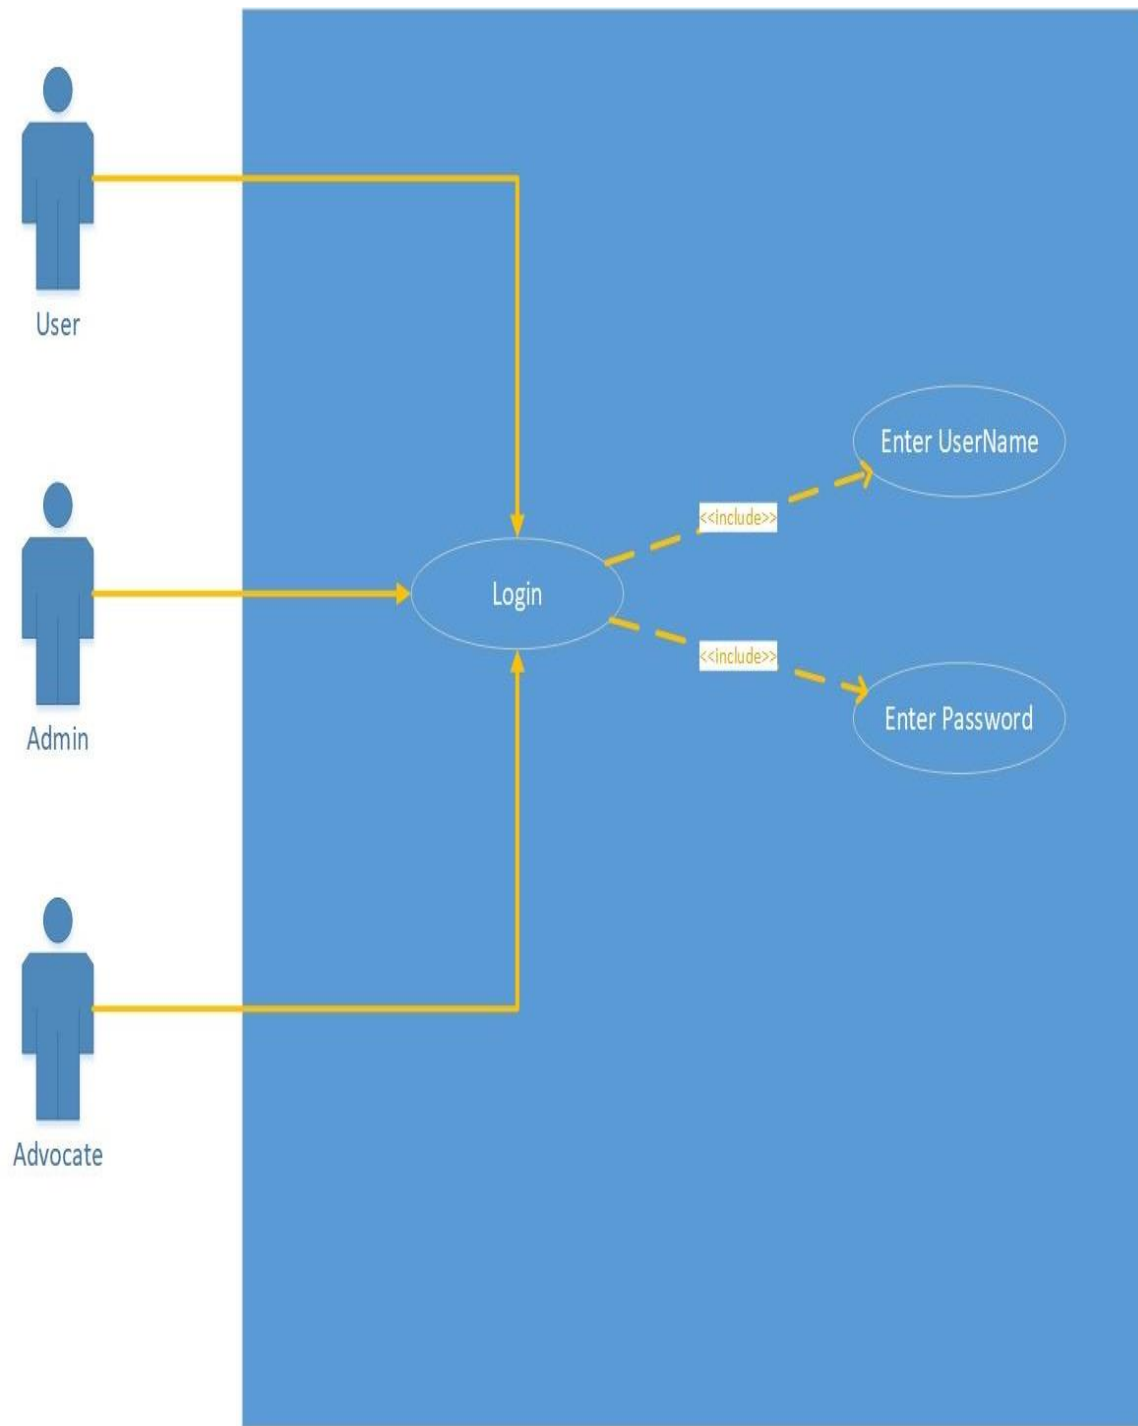 User
Enter UserName
<<include>>
Login
<<include>>
Enter Password
Admin
Advocate